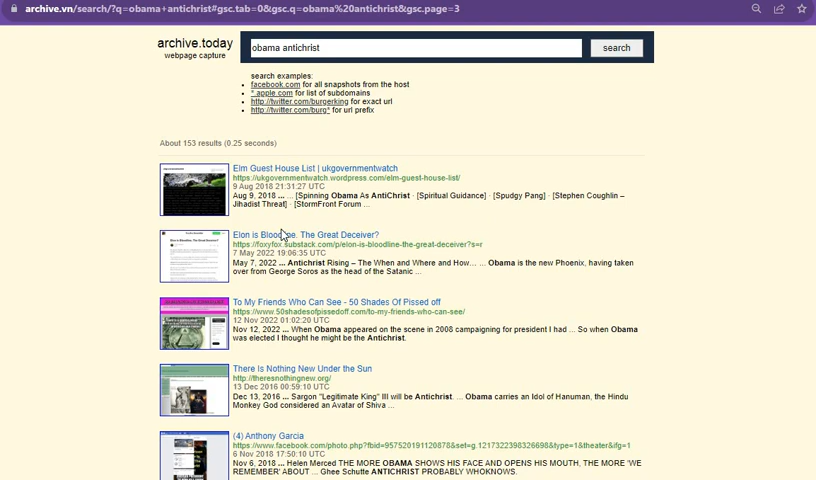 archive.vn/search/?q=obama+antichrist#gsc.tab=0&gsc.q=obama%20antichrist&gsc.page=3
archive.today
webpage capture
obama antichrist
search
search examples:
facebook.com for all snapshots from the host
*.apple.com for list of subdomains
http://twitter.com/burgerking for exact url
http://twitter.com/burg* for url prefix
About 153 results (0.25 seconds)
Elm Guest House List | ukgovernmentwatch
https://ukgovernmentwatch.wordpress.com/elm-guest-house-list/
9 Aug 2018 21:31:27 UTC
Aug 9, 2018 ... ... [Spinning Obama As AntiChrist · [Spiritual Guidance] · [Spudgy Pang] · [Stephen Coughlin –
Jihadist Threat] · [StormFront Forum ...
Elon is Bloodline. The Great Deceiver?
https://foxyfox.substack.com/p/elon-is-bloodline-the-great-deceiver?s=r
7 May 2022 19:06:35 UTC
May 7, 2022 ... Antichrist Rising – The When and Where and How… ... Obama is the new Phoenix, having taken
over from George Soros as the head of the Satanic ...
To My Friends Who Can See - 50 Shades Of Pissed off
https://www.50shadesofpissedoff.com/to-my-friends-who-can-see/
12 Nov 2022 01:02:20 UTC
Nov 12, 2022 ... When Obama appeared on the scene in 2008 campaigning for president I had ... So when Obama
was elected I thought he might be the Antichrist.
There Is Nothing New Under the Sun
http://theresnothingnew.org/
13 Dec 2016 00:59:10 UTC
Dec 13, 2016 ... Sargon "Legitimate King" III will be Antichrist. ... Obama carries an Idol of Hanuman, the Hindu
Monkey God considered an Avatar of Shiva ...
(4) Anthony Garcia
https://www.facebook.com/photo.php?fbid=957520191120878&set=g.1217322398326698&type=1&theater&ifg=1
6 Nov 2018 17:50:10 UTC
Nov 6, 2018 ... Helen Merced THE MORE OBAMA SHOWS HIS FACE AND OPENS HIS MOUTH, THE MORE 'WE
REMEMBER' ABOUT ... Ghee Schutte ANTICHRIST PROBABLY WHOKNOWS.